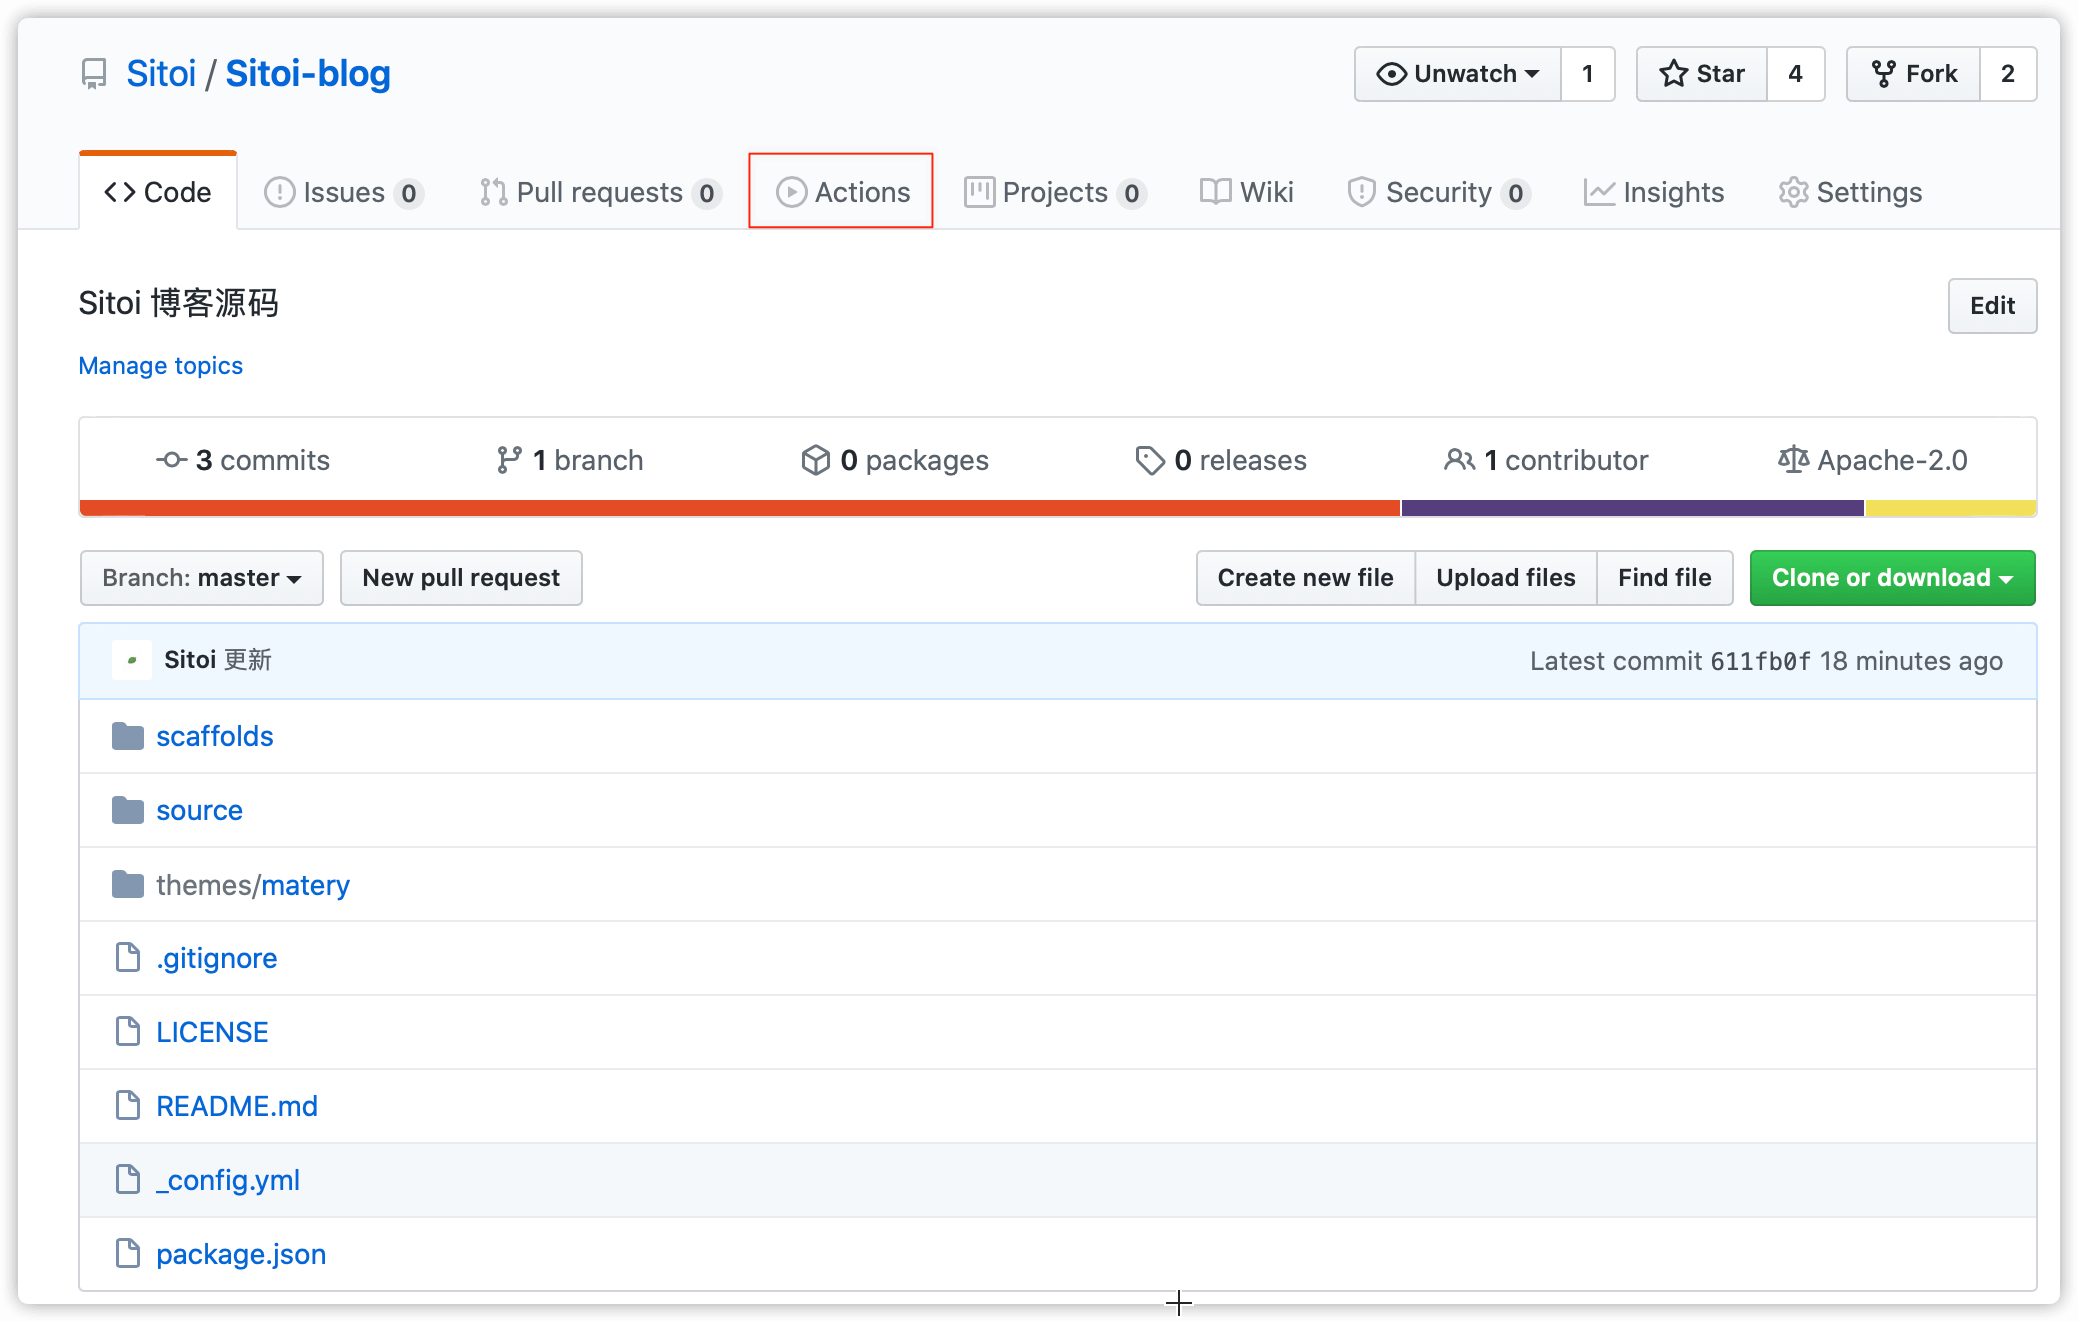 Sitoi / Sitoi-blog
Unwatch 1 Star 4 Fork 2
Code Issues 0 Pull requests 0 Actions Projects 0 Wiki Security 0 Insights Settings
Sitoi 博客源码
Edit
Manage topics
3 commits 1 branch 0 packages 0 releases 1 contributor Apache-2.0
Branch: master New pull request Create new file Upload files Find file Clone or download
Sitoi 更新 Latest commit 611fb0f 18 minutes ago
scaffolds
source
themes/matery
.gitignore
LICENSE
README.md
_config.yml
package.json